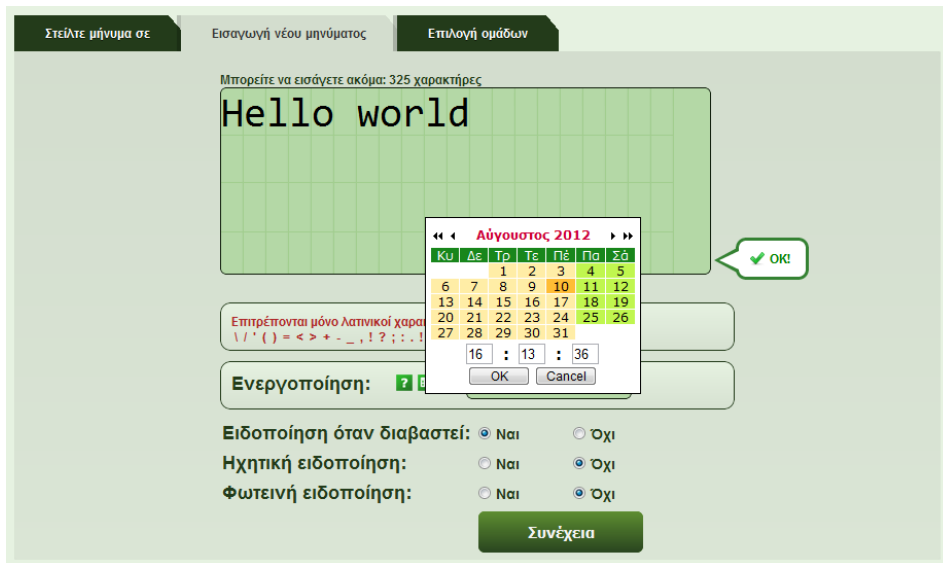 Στείλτε μήνυμα σε
Εισαγωγή νέου μηνύματος
Επιλογή ομάδων
Μπορείτε να εισάγετε ακόμα: 325 χαρακτήρες
Hello world
Αύγουστος 2012
Κυ Δε Τρ Τε Πέ Πα Σά
1 2 3 4 5
6 7 8 9 10 11 12
13 14 15 16 17 18 19
20 21 22 23 24 25 26
27 28 29 30 31
16 : 13 : 36
OK Cancel
OK!
Επιτρέπονται μόνο λατινικοί
\ / ' ( ) = < > + - _ , ! ? ; : . !
Ενεργοποίηση: ?
Ειδοποίηση όταν διαβαστεί: Ναι Όχι
Ηχητική ειδοποίηση: Ναι Όχι
Φωτεινή ειδοποίηση: Ναι Όχι
Συνέχεια